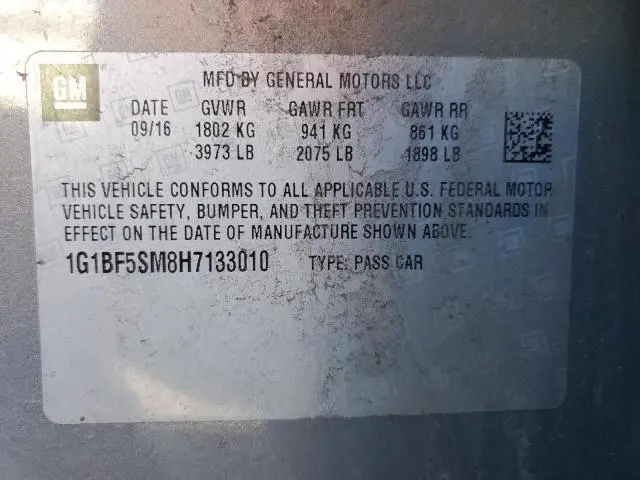 GM
MFD BY GENERAL MOTORS LLC
DATE GVWR GAWR FRT GAWR RR
09/16 1802 KG 941 KG 861 KG
3973 LB 2075 LB 1898 LB
THIS VEHICLE CONFORMS TO ALL APPLICABLE U.S. FEDERAL MOTOR
VEHICLE SAFETY, BUMPER, AND THEFT PREVENTION STANDARDS IN
EFFECT ON THE DATE OF MANUFACTURE SHOWN ABOVE.
1G1BF5SM8H7133010 TYPE: PASS CAR